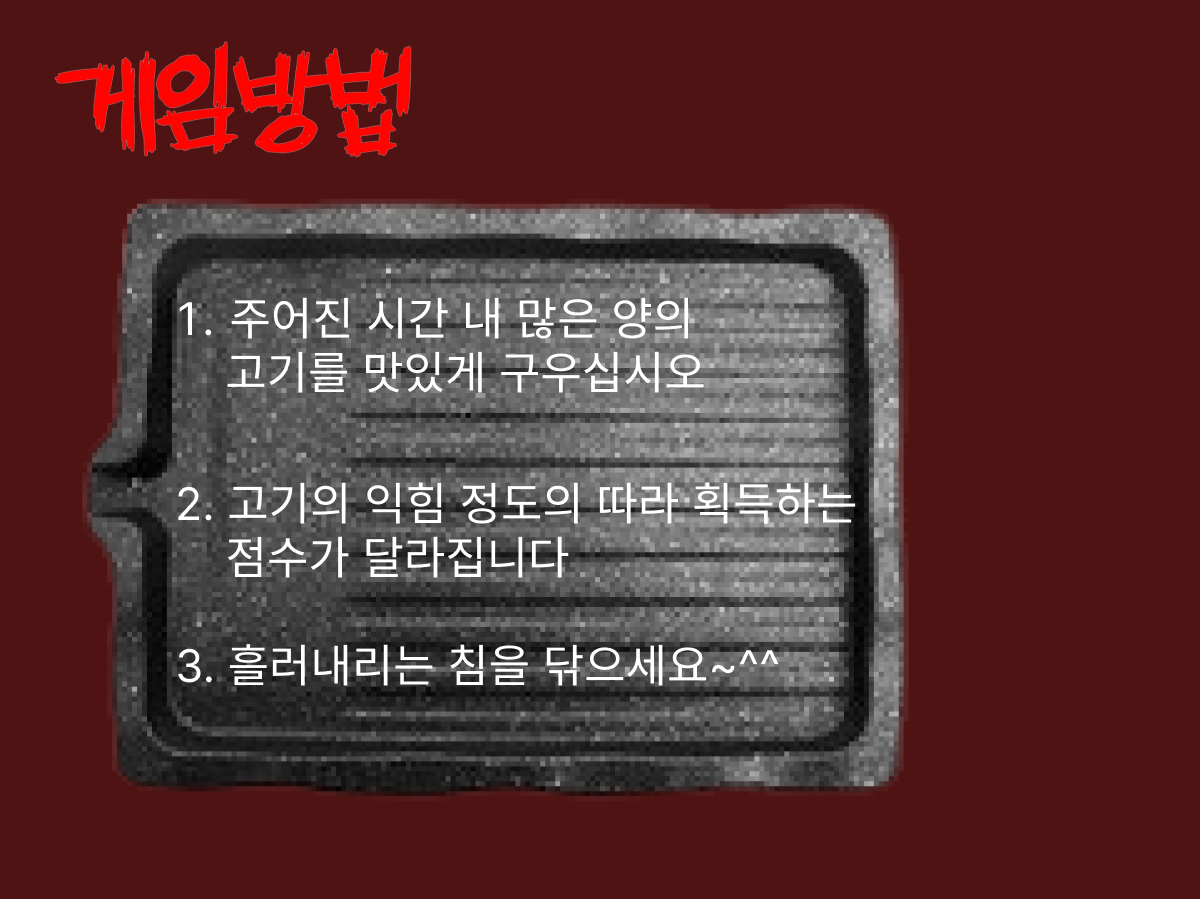 게임방법
1. 주어진 시간 내 많은 양의
고기를 맛있게 구우십시오
2. 고기의 익힘 정도의 따라 획득하는
점수가 달라집니다
3. 흘러내리는 침을 닦으세요~^^